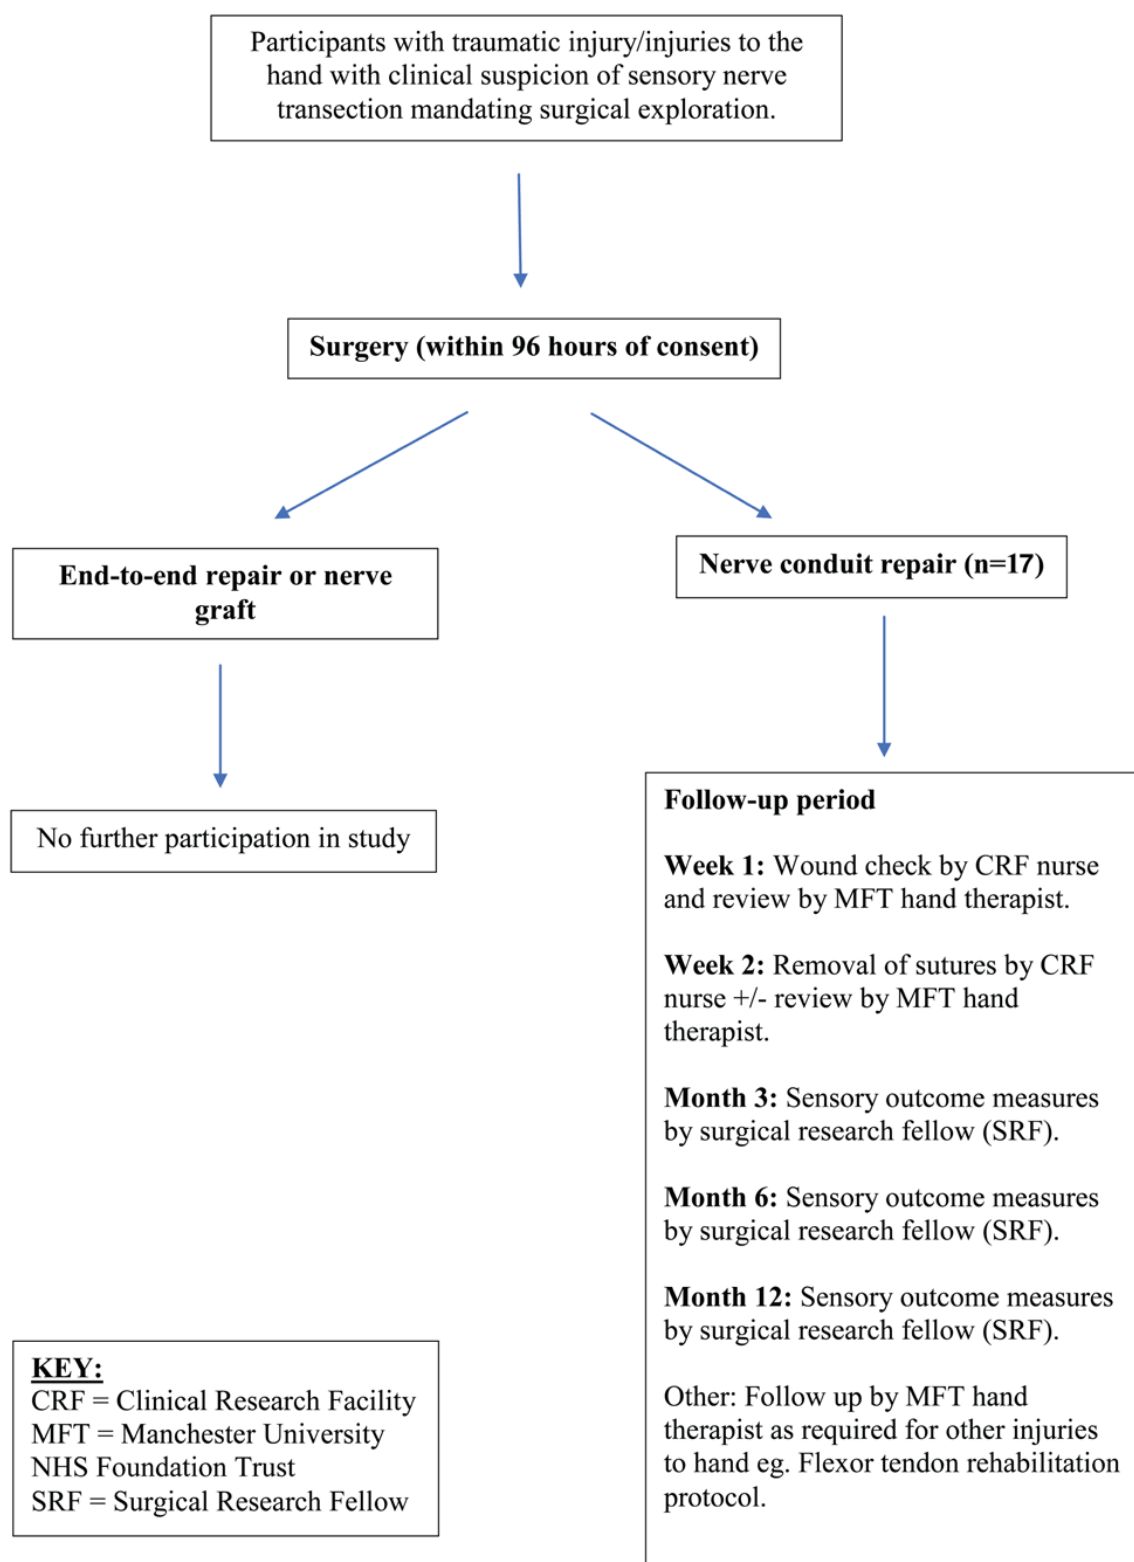 Participants with traumatic injury/injuries to the
hand with clinical suspicion of sensory nerve
transection mandating surgical exploration.
Surgery (within 96 hours of consent)
End-to-end repair or nerve
graft
Nerve conduit repair (n=17)
No further participation in study
Follow-up period
Week 1: Wound check by CRF nurse
and review by MFT hand therapist.
Week 2: Removal of sutures by CRF
nurse +/- review by MFT hand
therapist.
Month 3: Sensory outcome measures
by surgical research fellow (SRF).
Month 6: Sensory outcome measures
by surgical research fellow (SRF).
Month 12: Sensory outcome measures
by surgical research fellow (SRF).
Other: Follow up by MFT hand
therapist as required for other injuries
to hand eg. Flexor tendon rehabilitation
protocol.
KEY:
CRF = Clinical Research Facility
MFT = Manchester University
NHS Foundation Trust
SRF = Surgical Research Fellow